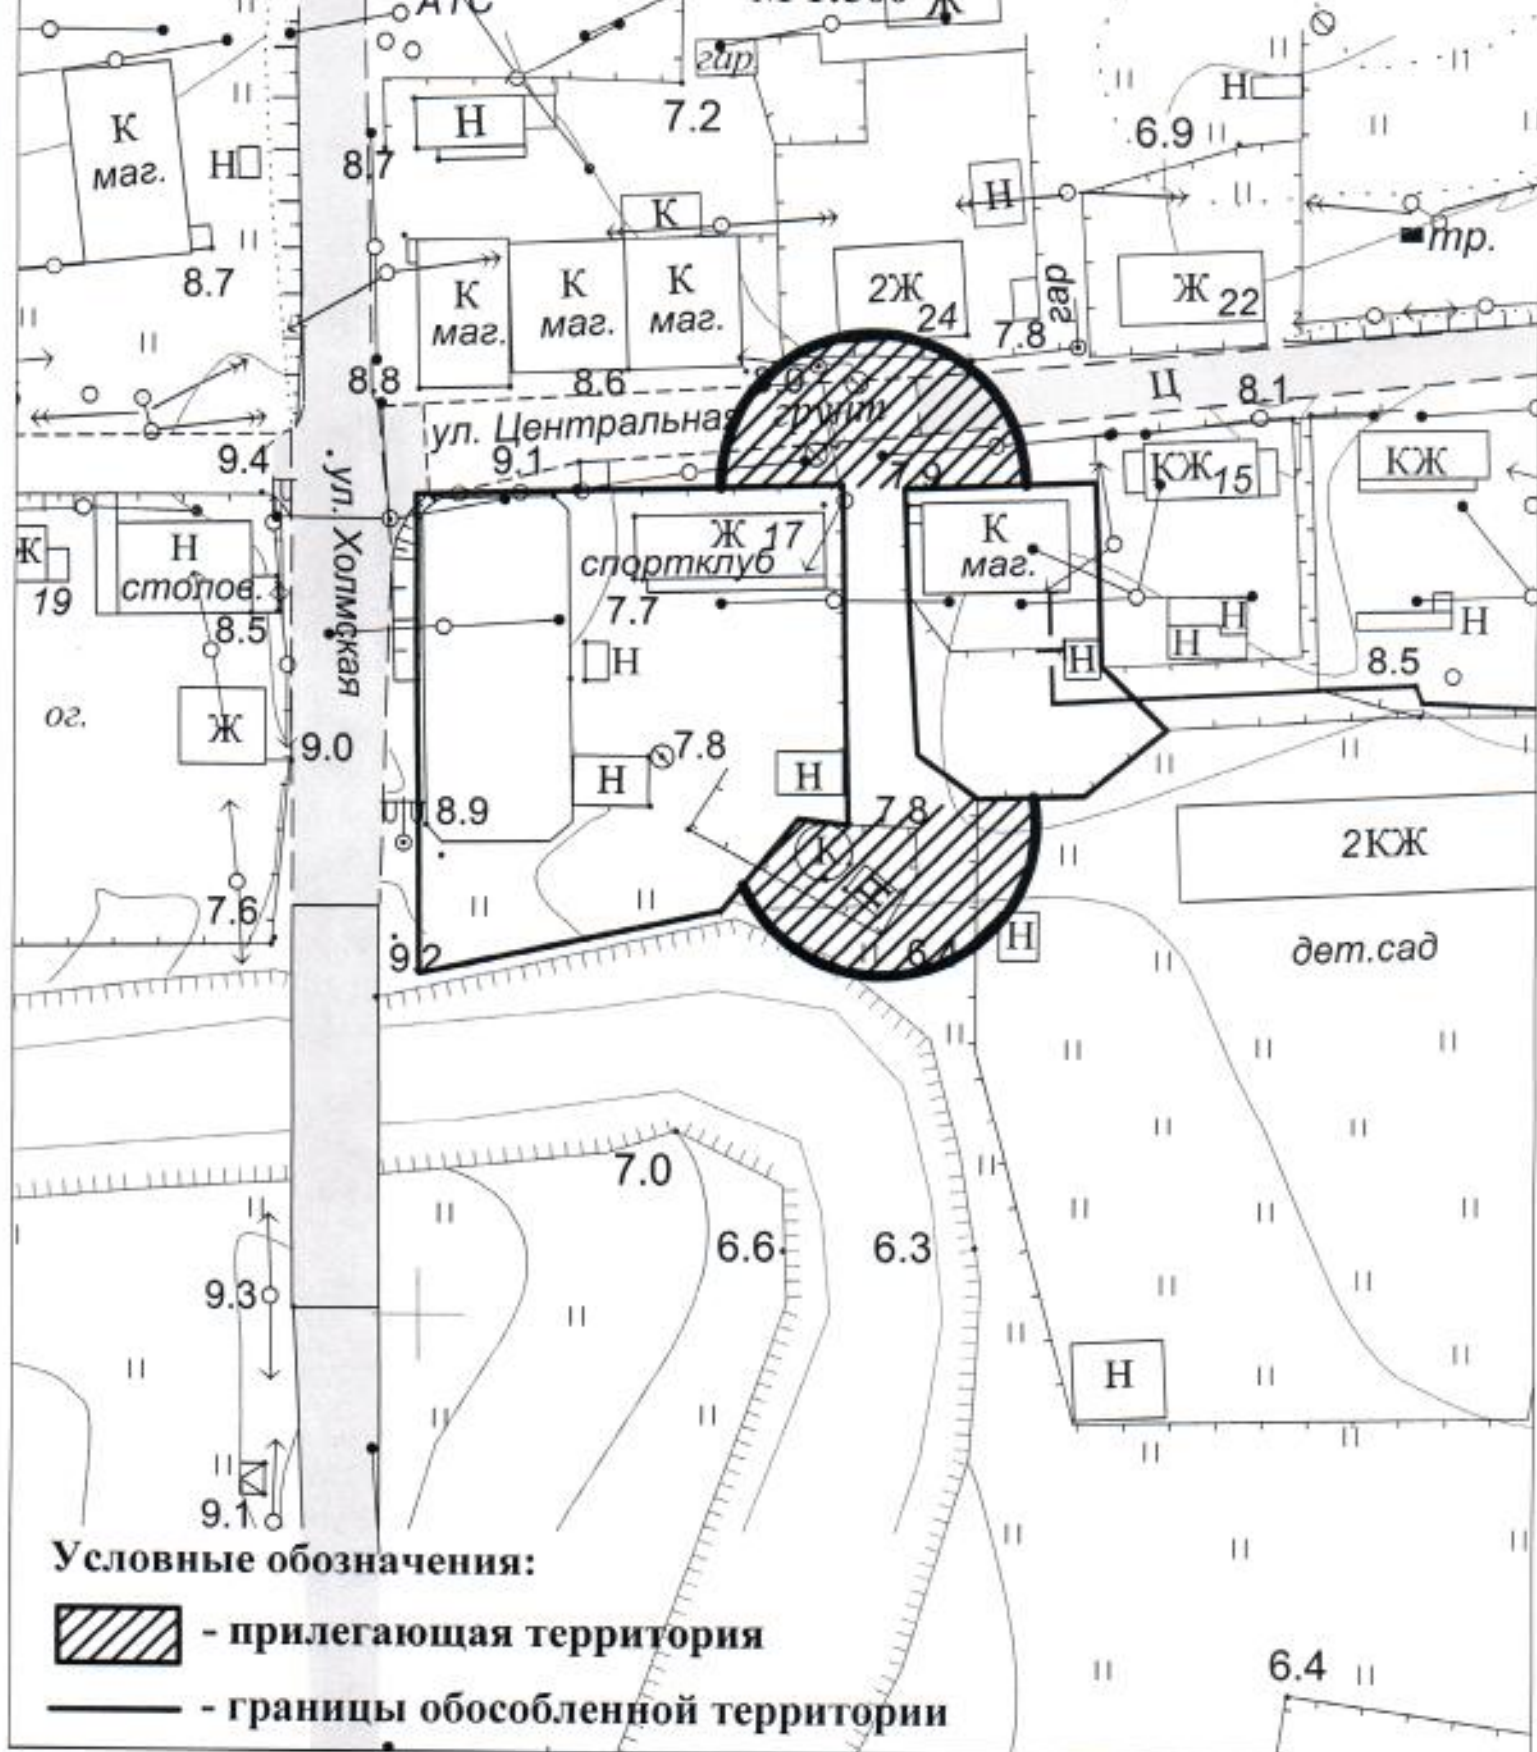 АТС
Ж
гар
К
маг.
Н
Н
7.2
6.9
Н
8.7
Н
К
тр.
8.7
К
маг.
К
маг.
К
маг.
2Ж
24
гар
Ж 22
7.8
8.8
8.6
Ц
8.1
ул. Центральная
грунт
9.4
9.1
7.9
КЖ 15
КЖ
ул. Холмская
Ж
Н
столов.
Ж 17
спортклуб
К
маг.
19
8.5
7.7
Н
Н
Н
Н
Н
8.5
ог.
Ж
9.0
7.8
Н
Н
8.9
7.8
К
Н
2КЖ
7.6
9.2
6.4
Н
дет.сад
7.0
6.6
6.3
9.3
Н
9.1
Условные обозначения:
- прилегающая территория
- границы обособленной территории
6.4